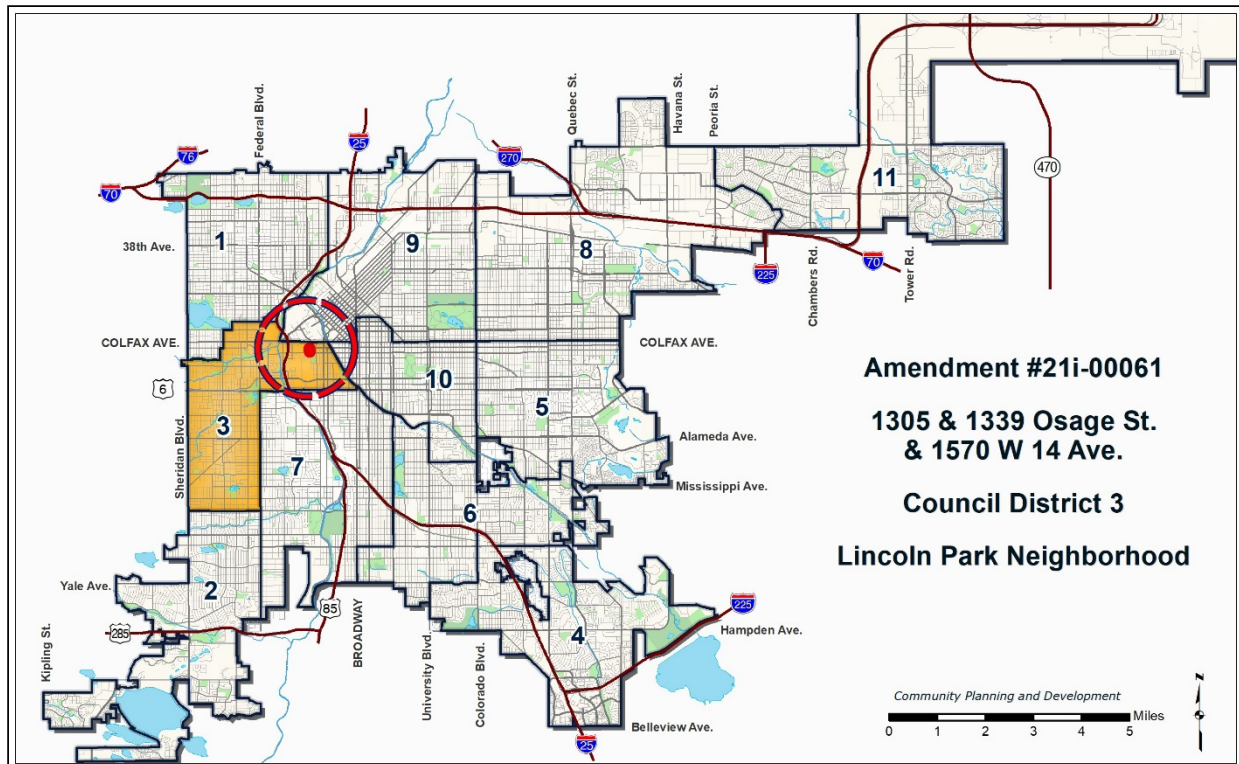 Federal Blvd.
Quebec St.
Havana St.
Peoria St.
25
76
270
70
470
11
1
9
8
38th Ave.
225
70
Chambers Rd.
Tower Rd.
COLFAX AVE.
COLFAX AVE.
6
10
3
5
Sheridan Blvd.
7
Alameda Ave.
Mississippi Ave.
6
Yale Ave.
2
85
BROADWAY
285
Kipling St.
University Blvd.
Colorado Blvd.
4
225
Hampden Ave.
Belleview Ave.
25
Amendment #21i-00061
1305 & 1339 Osage St.
& 1570 W 14 Ave.
Council District 3
Lincoln Park Neighborhood
Community Planning and Development
Miles
0 1 2 3 4 5
N